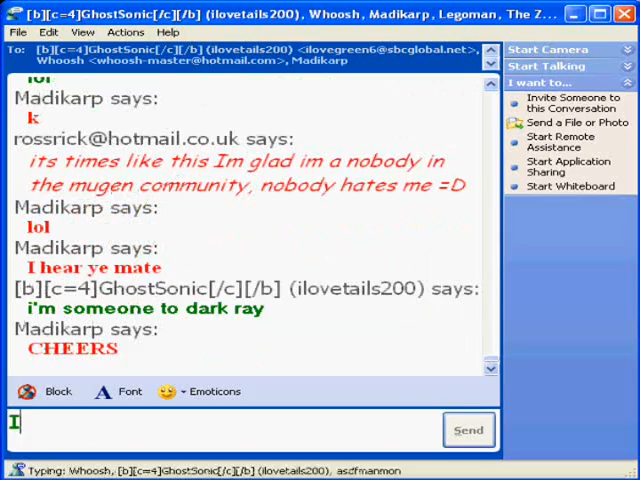 [b][c=4]GhostSonic[/c][/b] (ilovetails200), Whoosh, Madikarp, Legoman, The Z...
File Edit View Actions Help
To: [b][c=4]GhostSonic[/c][/b] (ilovetails200) <ilovegreen6@sbcglobal.net>,
Whoosh <whoosh-master@hotmail.com>, Madikarp
lol
Madikarp says:
k
rossrick@hotmail.co.uk says:
its times like this Im glad im a nobody in
the mugen community, nobody hates me =D
Madikarp says:
lol
Madikarp says:
I hear ye mate
[b][c=4]GhostSonic[/c][/b] (ilovetails200) says:
i'm someone to dark ray
Madikarp says:
CHEERS
Block A Font Emoticons
I
Send
Start Camera
Start Talking
I want to...
Invite Someone to
this Conversation
Send a File or Photo
Start Remote
Assistance
Start Application
Sharing
Start Whiteboard
Typing: Whoosh, [b][c=4]GhostSonic[/c][/b] (ilovetails200), asdfmanmon